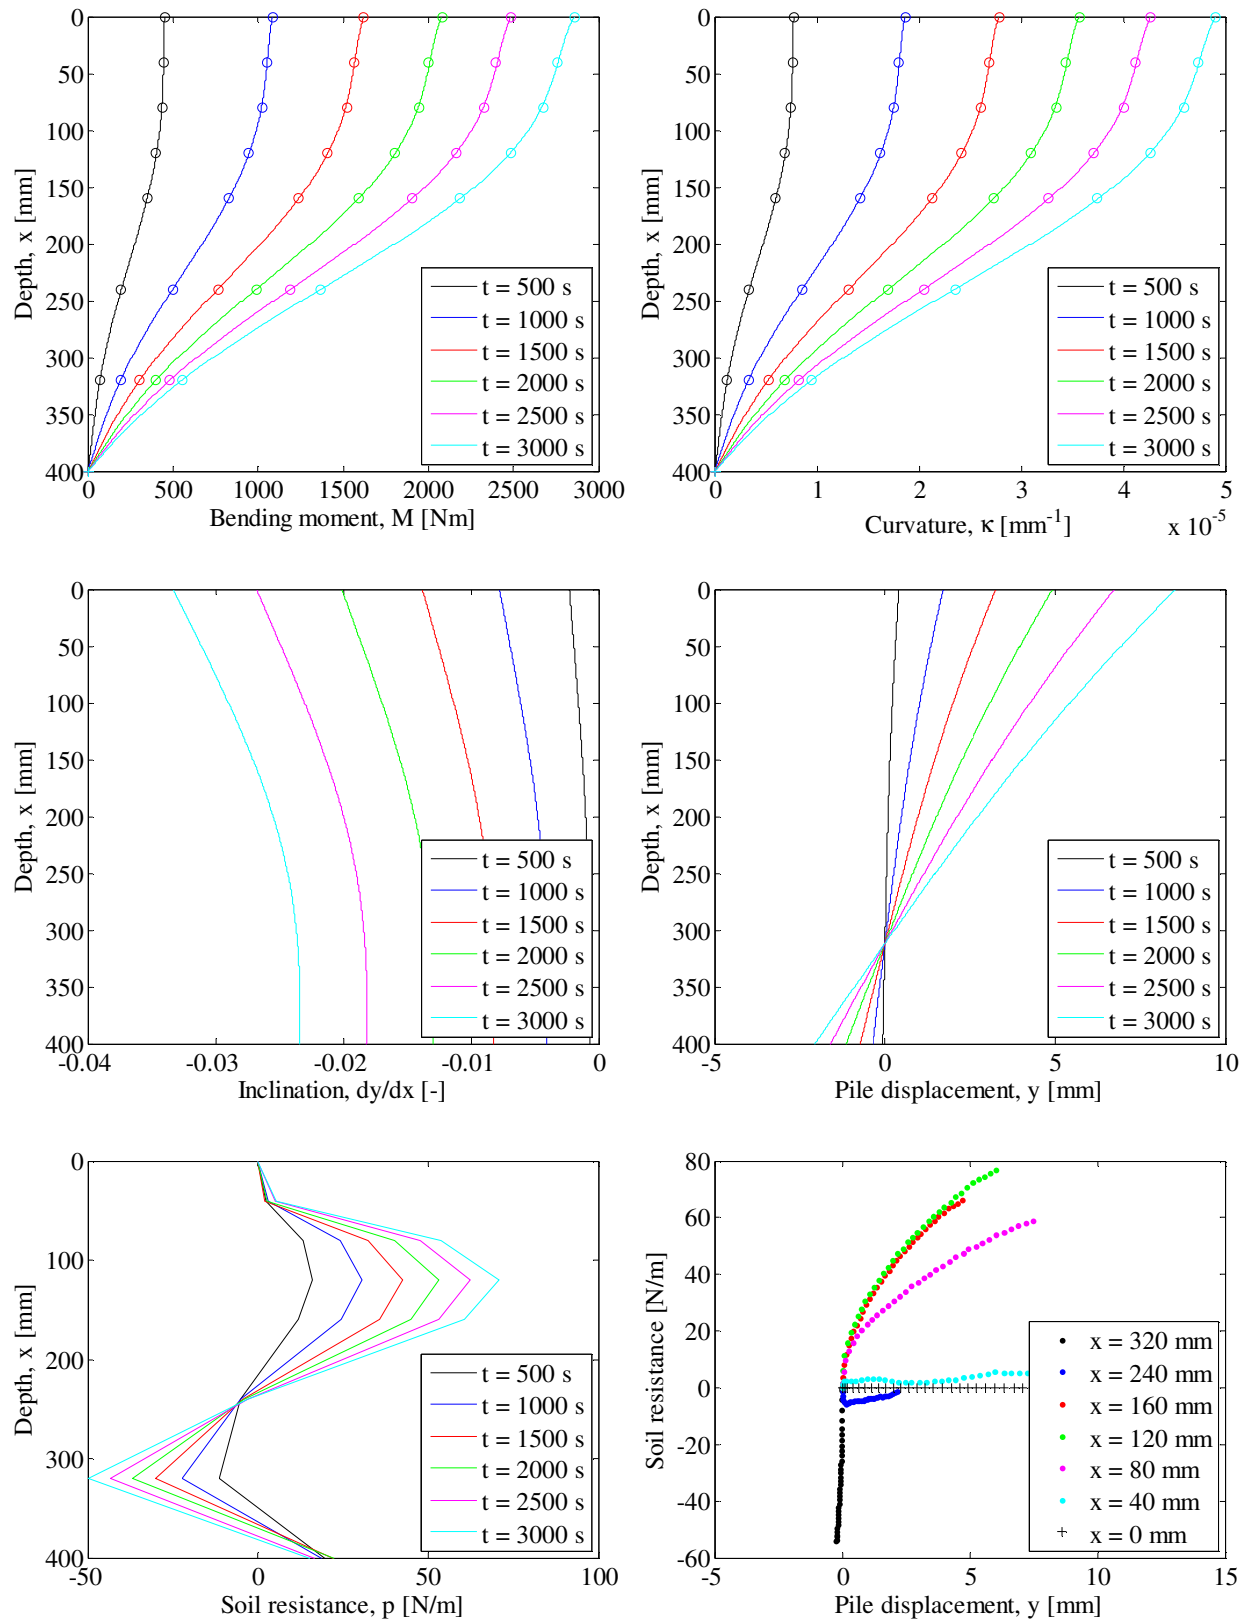 0
50
100
150
200
250
300
350
400
Depth, x [mm]
t = 500 s
t = 1000 s
t = 1500 s
t = 2000 s
t = 2500 s
t = 3000 s
0 500 1000 1500 2000 2500 3000
Bending moment, M [Nm]
0
50
100
150
200
250
300
350
400
Depth, x [mm]
t = 500 s
t = 1000 s
t = 1500 s
t = 2000 s
t = 2500 s
t = 3000 s
0 1 2 3 4 5
x 10⁻⁵
Curvature, κ [mm⁻¹]
0
50
100
150
200
250
300
350
400
Depth, x [mm]
t = 500 s
t = 1000 s
t = 1500 s
t = 2000 s
t = 2500 s
t = 3000 s
-0.04 -0.03 -0.02 -0.01 0
Inclination, dy/dx [-]
0
50
100
150
200
250
300
350
400
Depth, x [mm]
t = 500 s
t = 1000 s
t = 1500 s
t = 2000 s
t = 2500 s
t = 3000 s
-5 0 5 10
Pile displacement, y [mm]
0
100
200
300
400
Depth, x [mm]
t = 500 s
t = 1000 s
t = 1500 s
t = 2000 s
t = 2500 s
t = 3000 s
-50 0 50 100
Soil resistance, p [N/m]
80
60
40
20
0
-20
-40
-60
Soil resistance [N/m]
x = 320 mm
x = 240 mm
x = 160 mm
x = 120 mm
x = 80 mm
x = 40 mm
x = 0 mm
-5 0 5 10 15
Pile displacement, y [mm]